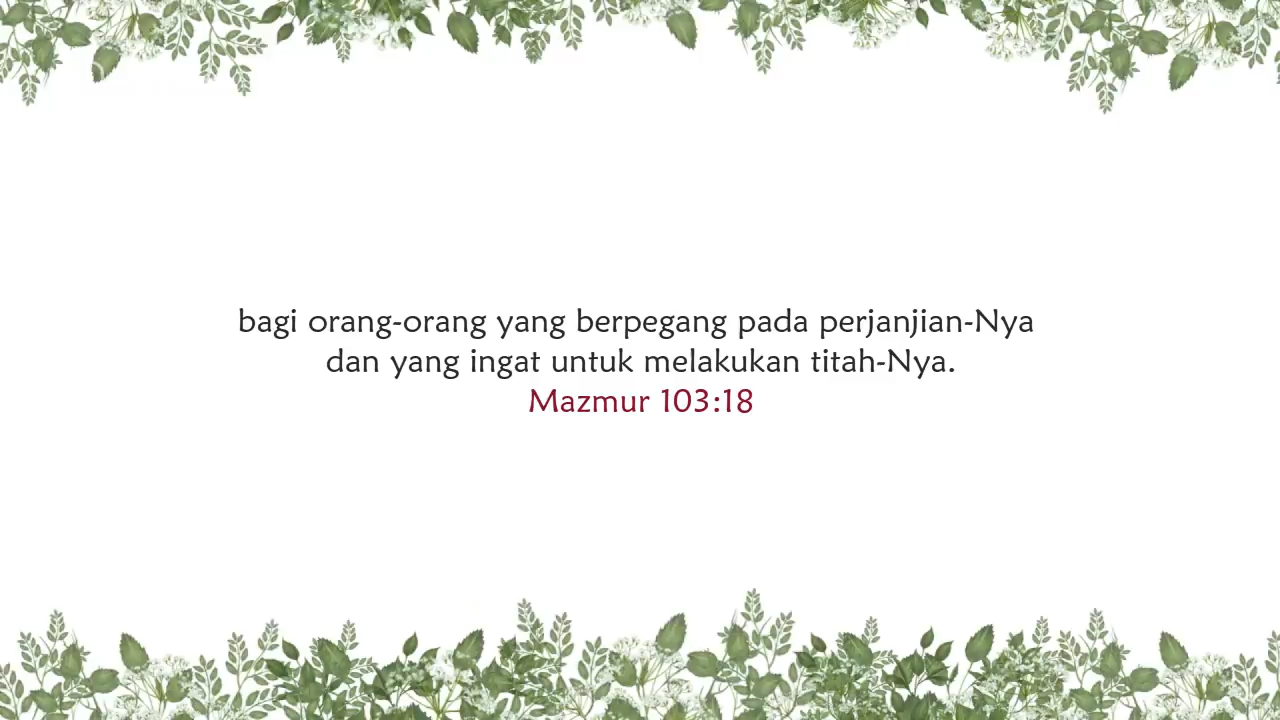 bagi orang-orang yang berpegang pada perjanjian-Nya
dan yang ingat untuk melakukan titah-Nya.
Mazmur 103:18